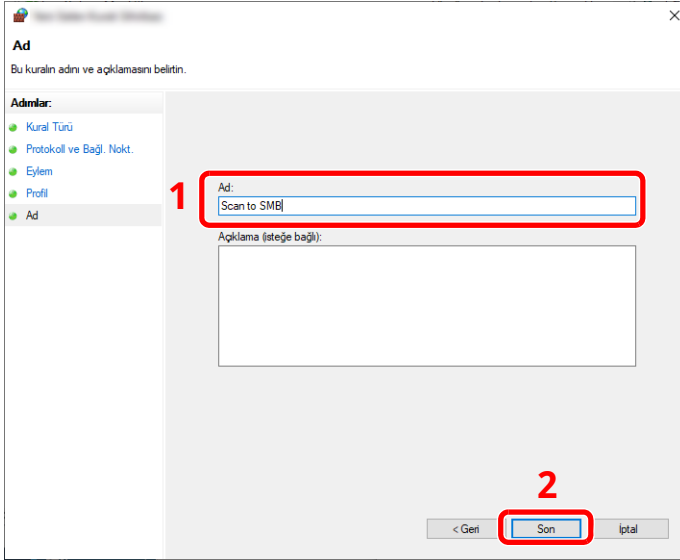 Ad
Bu kuralın adını ve açıklamasını belirtin.
Adımlar:
Kural Türü
Protokoll ve Bağl. Nokt.
Eylem
Profil
Ad
1
Ad:
Scan to SMB
Açıklama (isteğe bağlı):
2
< Geri
Son
İptal